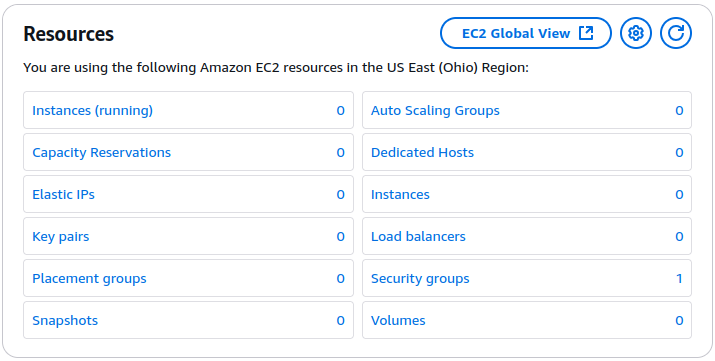 Resources
EC2 Global View
You are using the following Amazon EC2 resources in the US East (Ohio) Region:
Instances (running) 0
Auto Scaling Groups 0
Capacity Reservations 0
Dedicated Hosts 0
Elastic IPs 0
Instances 0
Key pairs 0
Load balancers 0
Placement groups 0
Security groups 1
Snapshots 0
Volumes 0